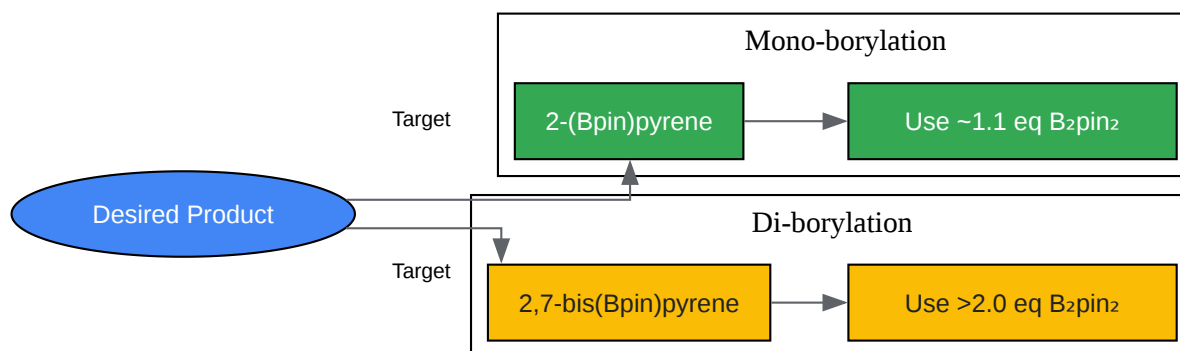 Mono-borylation
Target
2-(Bpin)pyrene
Use ~1.1 eq B₂pin₂
Desired Product
Di-borylation
Target
2,7-bis(Bpin)pyrene
Use >2.0 eq B₂pin₂